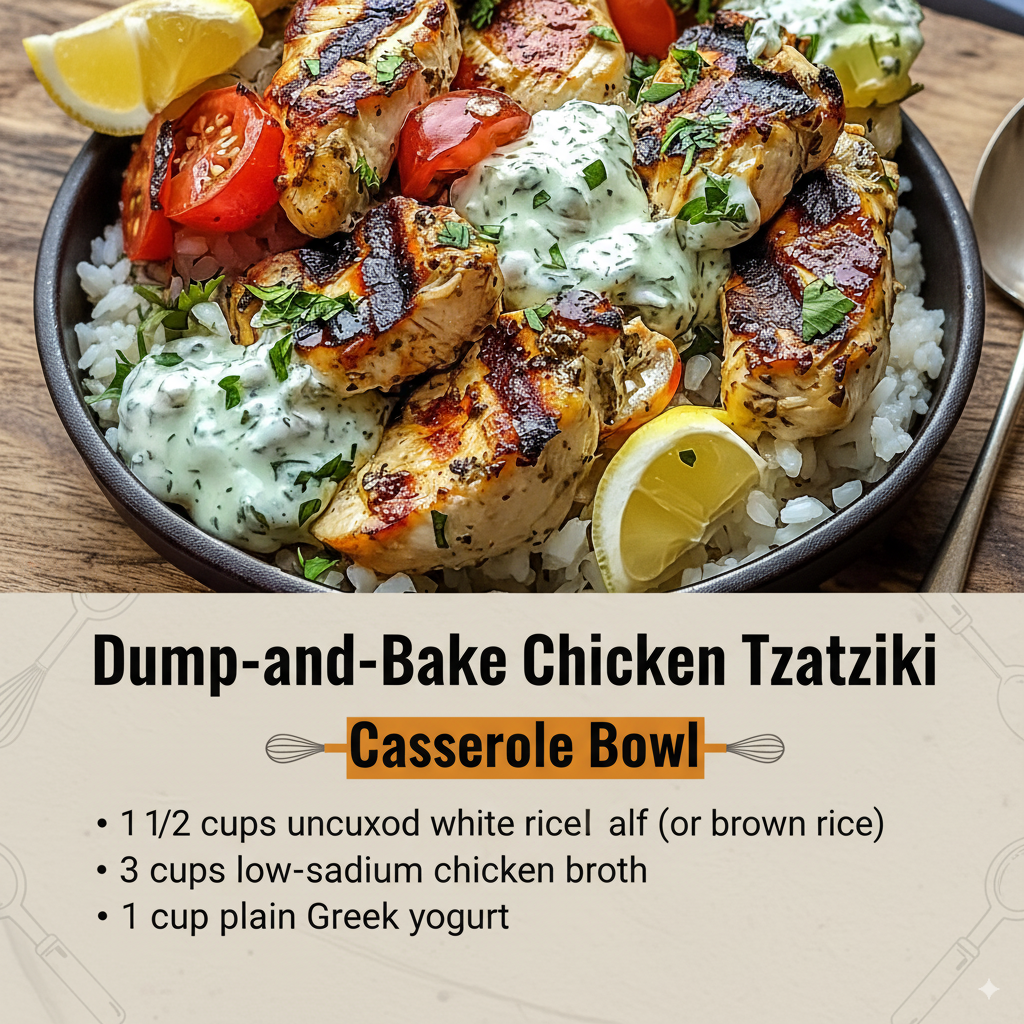 Dump-and-Bake Chicken Tzatziki
Casserole Bowl
• 1 1/2 cups uncuxod white ricel alf (or brown rice)
• 3 cups low-sadium chicken broth
• 1 cup plain Greek yogurt